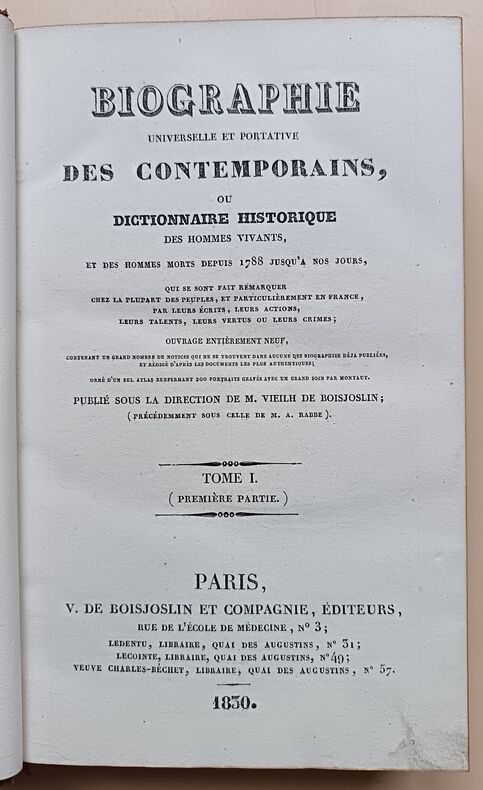 BIOGRAPHIE
UNIVERSELLE ET PORTATIVE
DES CONTEMPORAINS,
OU
DICTIONNAIRE HISTORIQUE
DES HOMMES VIVANTS,
ET DES HOMMES MORTS DEPUIS 1788 JUSQU'A NOS JOURS,
QUI SE SONT FAIT REMARQUER
CHEZ LA PLUPART DES PEUPLES, ET PARTICULIÈREMENT EN FRANCE,
PAR LEURS ÉCRITS, LEURS ACTIONS,
LEURS TALENTS, LEURS VERTUS OU LEURS CRIMES;
OUVRAGE ENTIÈREMENT NEUF,
CONTENANT UN GRAND NOMBRE DE NOTICES QUI NE SE TROUVENT DANS AUCUNE DES BIOGRAPHIES DÉJA PUBLIÉES,
ET RÉDIGÉ D'APRÈS LES DOCUMENTS LES PLUS AUTHENTIQUES;
ORNÉ D'UN BEL ATLAS RENFERMANT 200 PORTRAITS GRAVÉS AVEC UN GRAND SOIN PAR MONTAUT.
PUBLIÉ SOUS LA DIRECTION DE M. VIEILH DE BOISJOSLIN;
(PRÉCÉDEMMENT SOUS CELLE DE M. A. RABBE).
TOME I.
(PREMIÈRE PARTIE.)
PARIS,
V. DE BOISJOSLIN ET COMPAGNIE, ÉDITEURS,
RUE DE L'ÉCOLE DE MÉDECINE, N° 3;
LEDENTU, LIBRAIRE, QUAI DES AUGUSTINS, N° 31;
LECOINTE, LIBRAIRE, QUAI DES AUGUSTINS, N° 49;
VEUVE CHARLES-BÉCHET, LIBRAIRE, QUAI DES AUGUSTINS, N° 57.
1830.